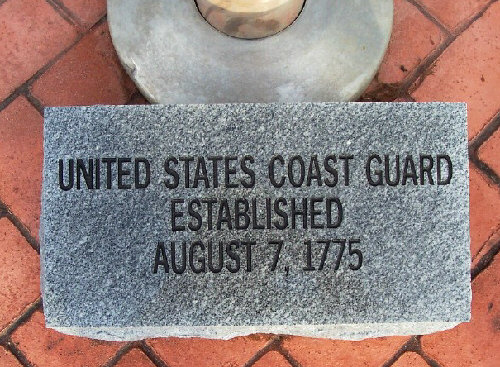 UNITED STATES COAST GUARD
ESTABLISHED
AUGUST 7, 1775